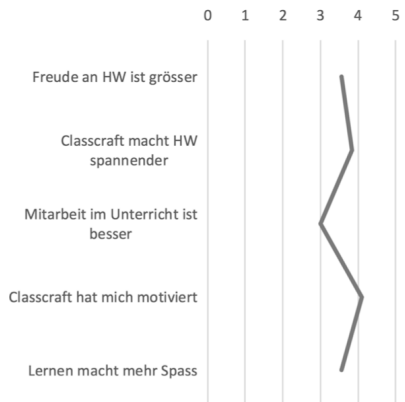 0 1 2 3 4 5
Freude an HW ist grösser
Classcraft macht HW
spannender
Mitarbeit im Unterricht ist
besser
Classcraft hat mich motiviert
Lernen macht mehr Spass